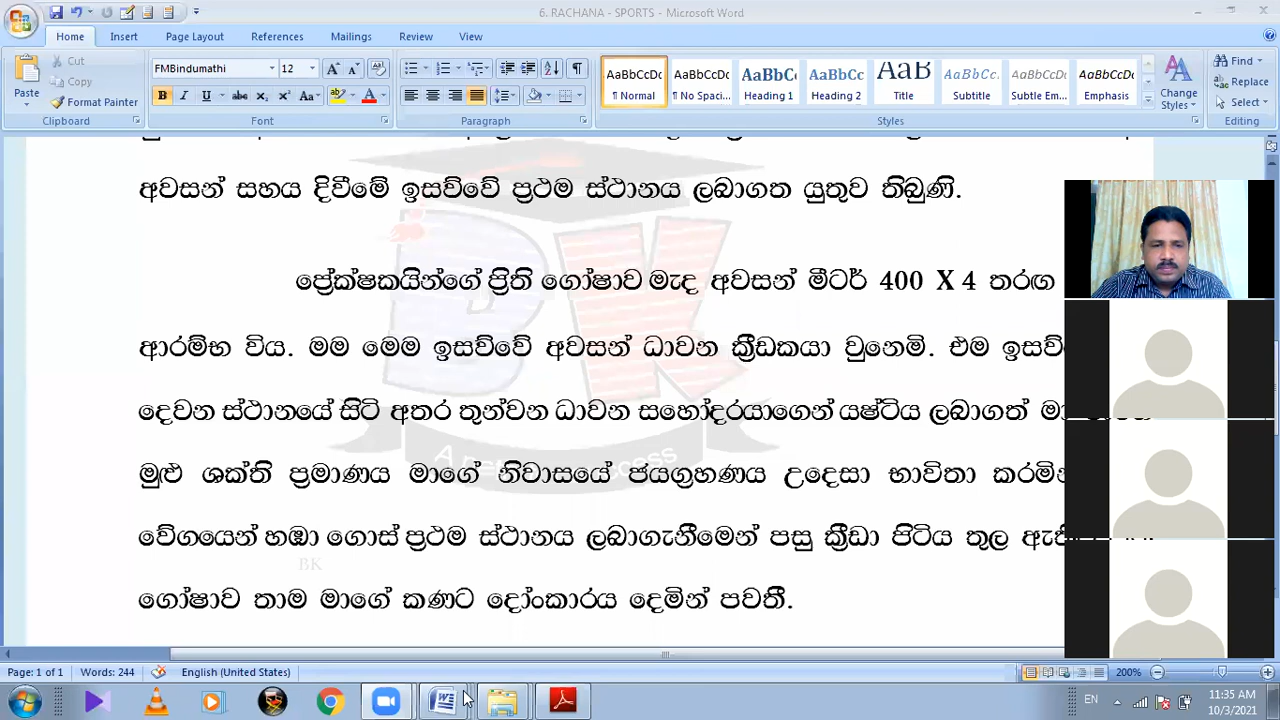 6. RACHANA - SPORTS - Microsoft Word
Home Insert Page Layout References Mailings Review View
Paste Cut Copy Format Painter Clipboard
FMBindumathi 12 Font
Paragraph
AaBbCcDc ¶ Normal AaBbCcDc ¶ No Spaci... AaBbC Heading 1 AaBbCc Heading 2 AaB Title AaBbCc Subtitle AaBbCcDc Subtle Em... AaBbCcDc Emphasis Change Styles Styles
Find Replace Select Editing
අවසන් සහය දිවීමේ ඉසව්වේ ප්‍රථම ස්ථානය ලබාගත යුතුව තිබුණි.
ප්‍රේක්ෂකයින්ගේ ප්‍රිති ගෝෂාව මැද අවසන් මීටර් 400 X 4 තරඟ
ආරම්භ විය. මම මෙම ඉසව්වේ අවසන් ධාවන ක්‍රීඩකයා වුනෙමි. එම
දෙවන ස්ථානයේ සිටි අතර තුන්වන ධාවන සහෝදරයාගෙන් යෂ්ටිය ලබාගත්
මුළු ශක්ති ප්‍රමාණය මාගේ නිවාසයේ ජයග්‍රහණය උදෙසා භාවිතා
වේගයෙන් හඹා ගොස් ප්‍රථම ස්ථානය ලබාගැනීමෙන් පසු ක්‍රීඩා පිටිය තුල
BK
ගෝෂාව තාම මාගේ කණට දෝංකාරය දෙමින් පවතී.
Page: 1 of 1 Words: 244 English (United States) 200%
EN 11:35 AM
10/3/2021